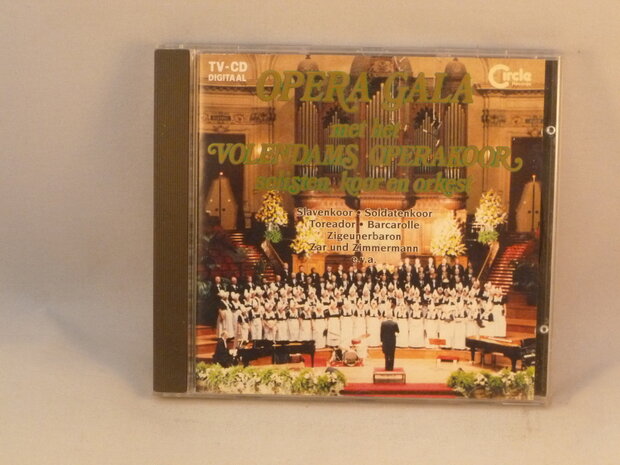 TV-CD
DIGITAAL
Circle
Records
OPERA GALA
met het
VOLENDAMS OPERAKOOR
solisten, koor en orkest
Slavenkoor • Soldatenkoor
Toreador • Barcarolle
Zigeunerbaron
Zar und Zimmermann
e.v.a.